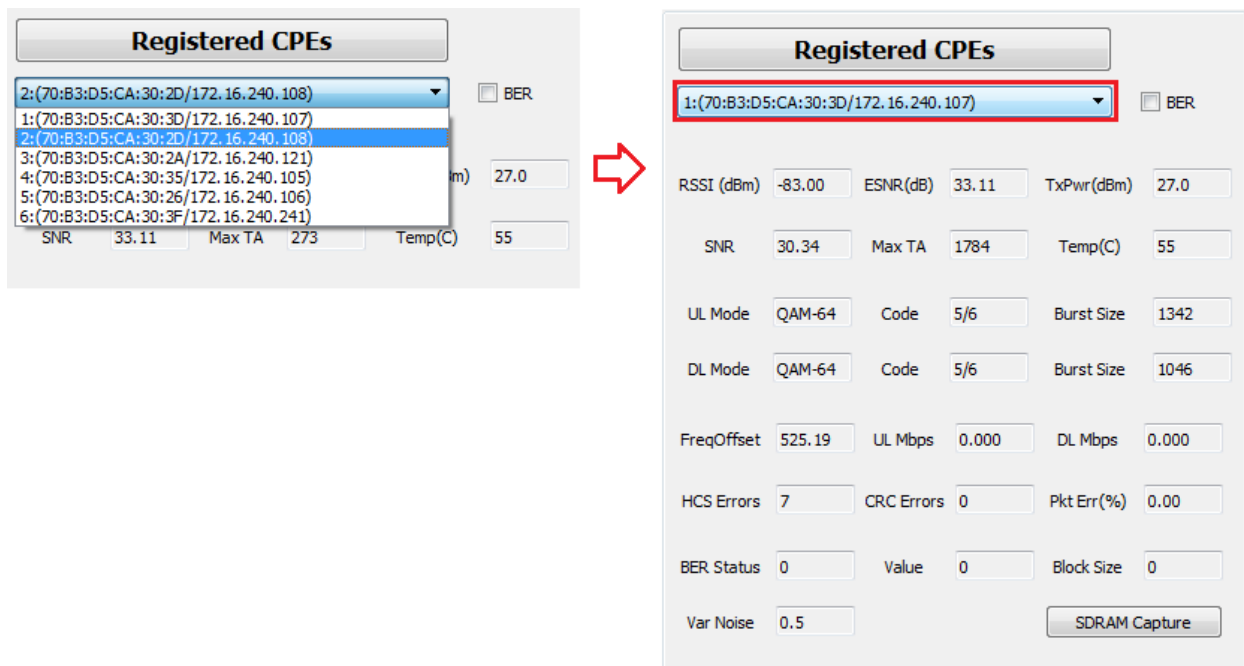 Registered CPEs
2:(70:B3:D5:CA:30:2D/172.16.240.108) BER
1:(70:B3:D5:CA:30:3D/172.16.240.107)
2:(70:B3:D5:CA:30:2D/172.16.240.108)
3:(70:B3:D5:CA:30:2A/172.16.240.121)
4:(70:B3:D5:CA:30:35/172.16.240.105) m) 27.0
5:(70:B3:D5:CA:30:26/172.16.240.106)
6:(70:B3:D5:CA:30:3F/172.16.240.241)
SNR 33.11 Max TA 273 Temp(C) 55
Registered CPEs
1:(70:B3:D5:CA:30:3D/172.16.240.107) BER
RSSI (dBm) -83.00 ESNR(dB) 33.11 TxPwr(dBm) 27.0
SNR 30.34 Max TA 1784 Temp(C) 55
UL Mode QAM-64 Code 5/6 Burst Size 1342
DL Mode QAM-64 Code 5/6 Burst Size 1046
FreqOffset 525.19 UL Mbps 0.000 DL Mbps 0.000
HCS Errors 7 CRC Errors 0 Pkt Err(%) 0.00
BER Status 0 Value 0 Block Size 0
Var Noise 0.5 SDRAM Capture